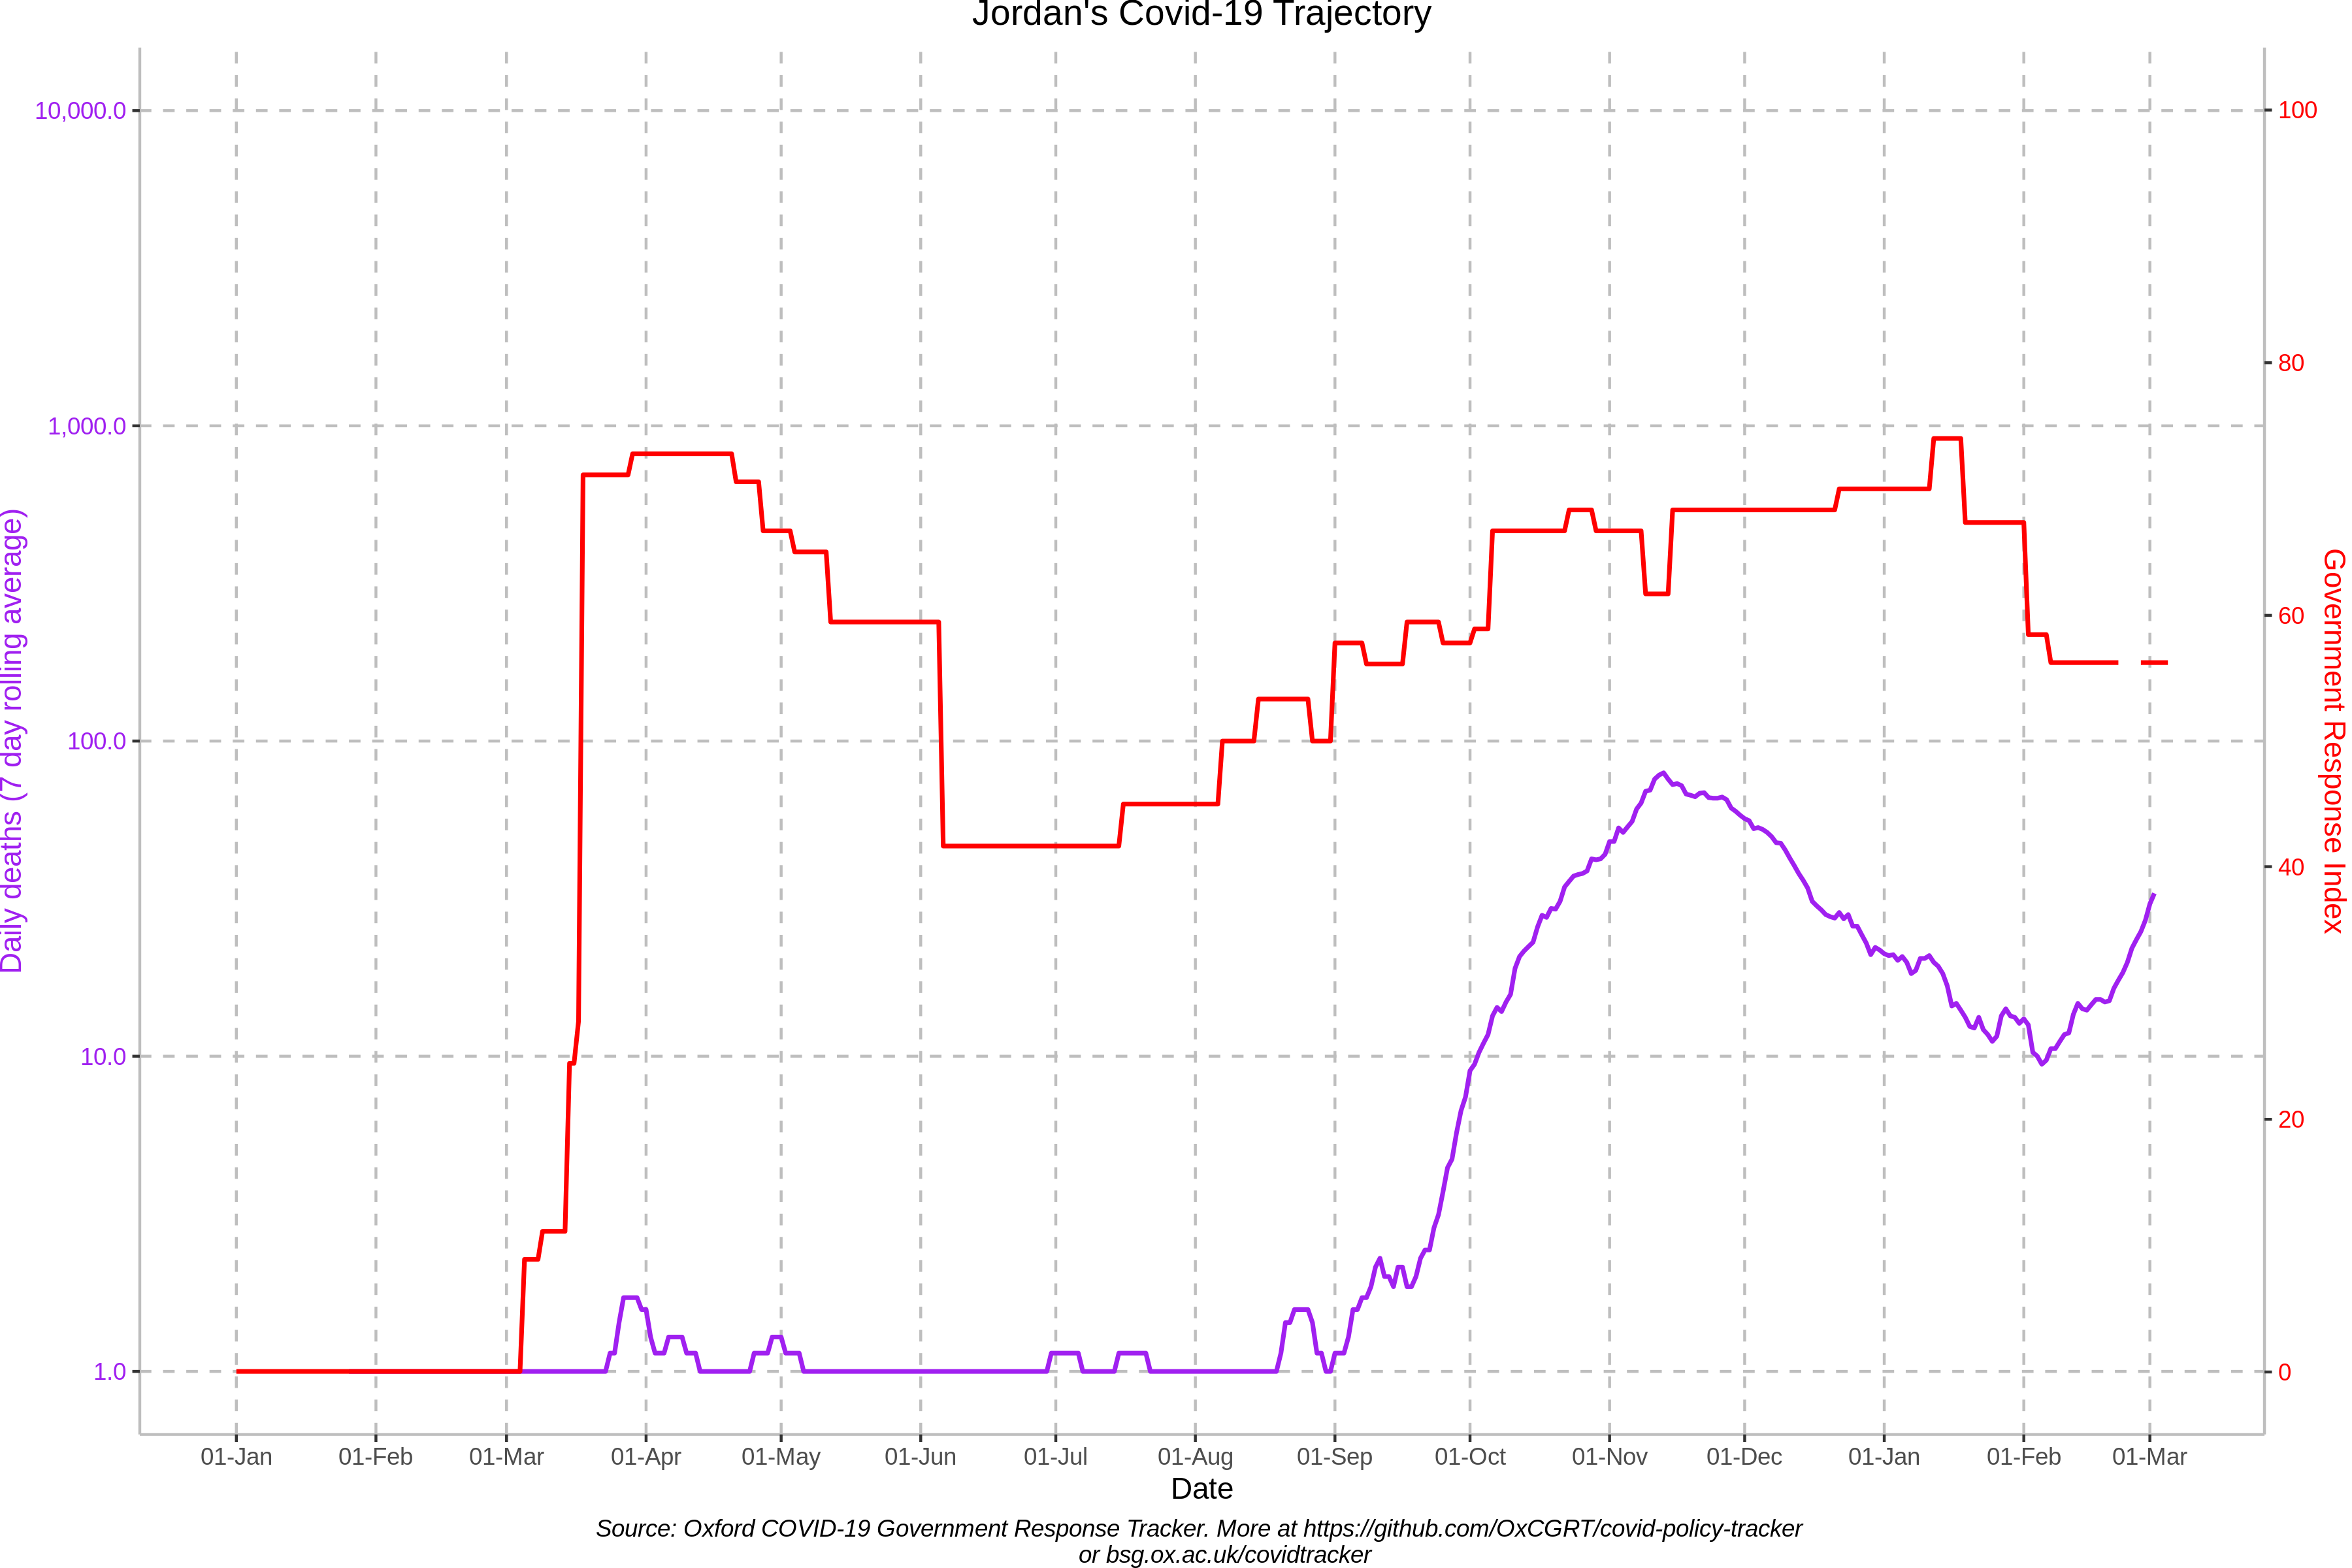 Jordan's Covid-19 Trajectory
Daily deaths (7 day rolling average)
10,000.0
1,000.0
100.0
10.0
1.0
100
80
60
40
20
0
Government Response Index
01-Jan 01-Feb 01-Mar 01-Apr 01-May 01-Jun 01-Jul 01-Aug 01-Sep 01-Oct 01-Nov 01-Dec 01-Jan 01-Feb 01-Mar
Date
Source: Oxford COVID-19 Government Response Tracker. More at https://github.com/OxCGRT/covid-policy-tracker
or bsg.ox.ac.uk/covidtracker